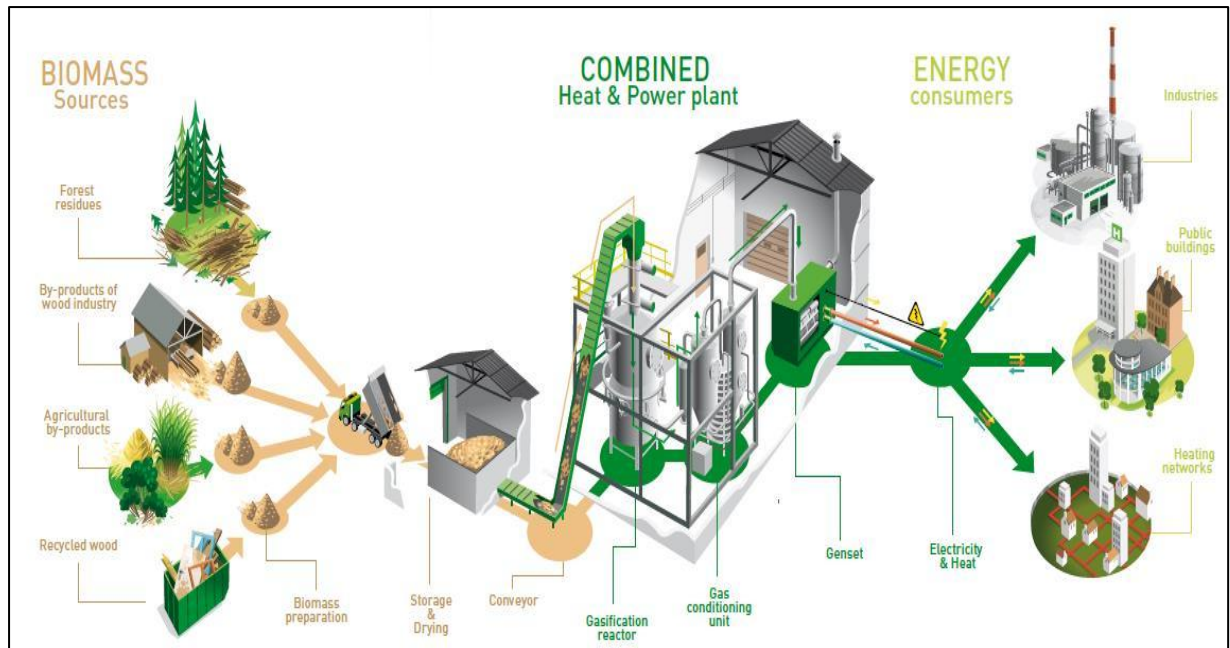 BIOMASS
Sources
Forest
residues
By-products of
wood industry
Agricultural
by-products
Recycled wood
Biomass
preparation
Storage
&
Drying
Conveyor
COMBINED
Heat & Power plant
Gasification
reactor
Gas
conditioning
unit
Genset
Electricity
& Heat
ENERGY
consumers
Industries
H
Public
buildings
Heating
networks